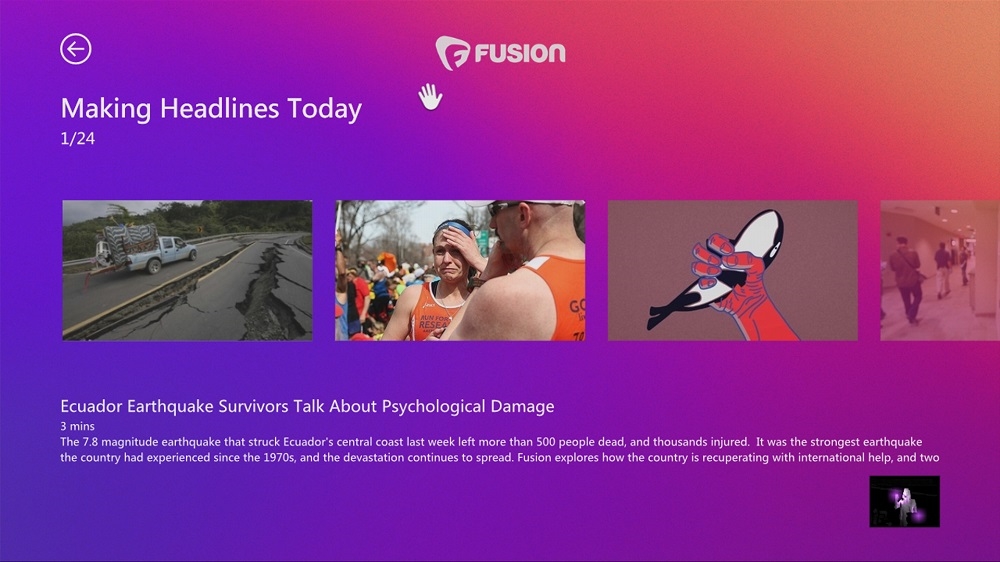 FUSION
Making Headlines Today
1/24
RUN FOR
RESEA
GO
Ecuador Earthquake Survivors Talk About Psychological Damage
3 mins
The 7.8 magnitude earthquake that struck Ecuador's central coast last week left more than 500 people dead, and thousands injured.  It was the strongest earthquake
the country had experienced since the 1970s, and the devastation continues to spread. Fusion explores how the country is recuperating with international help, and two